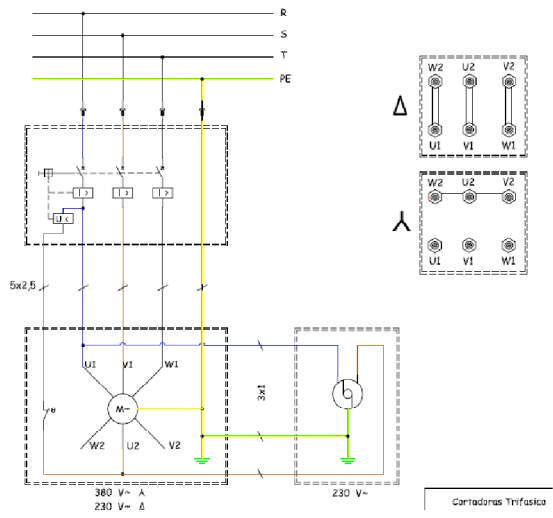 R
S
T
PE
W2 U2 V2
Δ
U1 V1 W1
W2 U2 V2
U1 V1 W1
U<
5x2,5
U1 V1 W1
M~
θ
3x1
W2 U2 V2
380 V~ Y
230 V~ Δ
230 V~
Cortadoras Trifasica